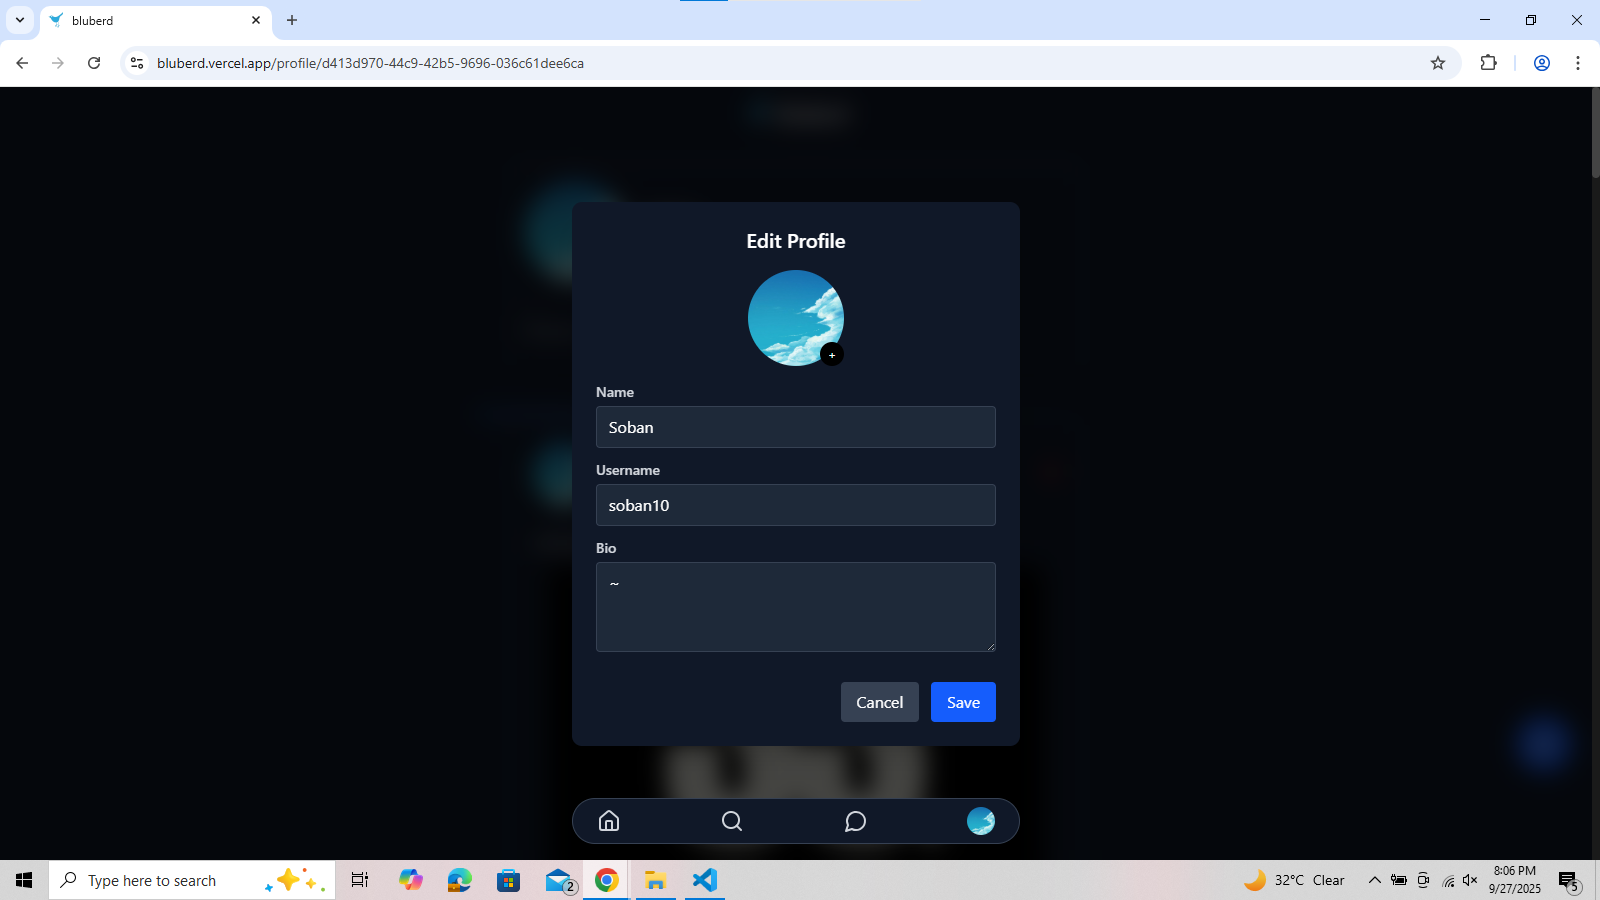 bluberd
bluberd.vercel.app/profile/d413d970-44c9-42b5-9696-036c61dee6ca
Edit Profile
+
Name
Soban
Username
soban10
Bio
~
Cancel
Save
Type here to search
2
32°C Clear
8:06 PM
9/27/2025
5